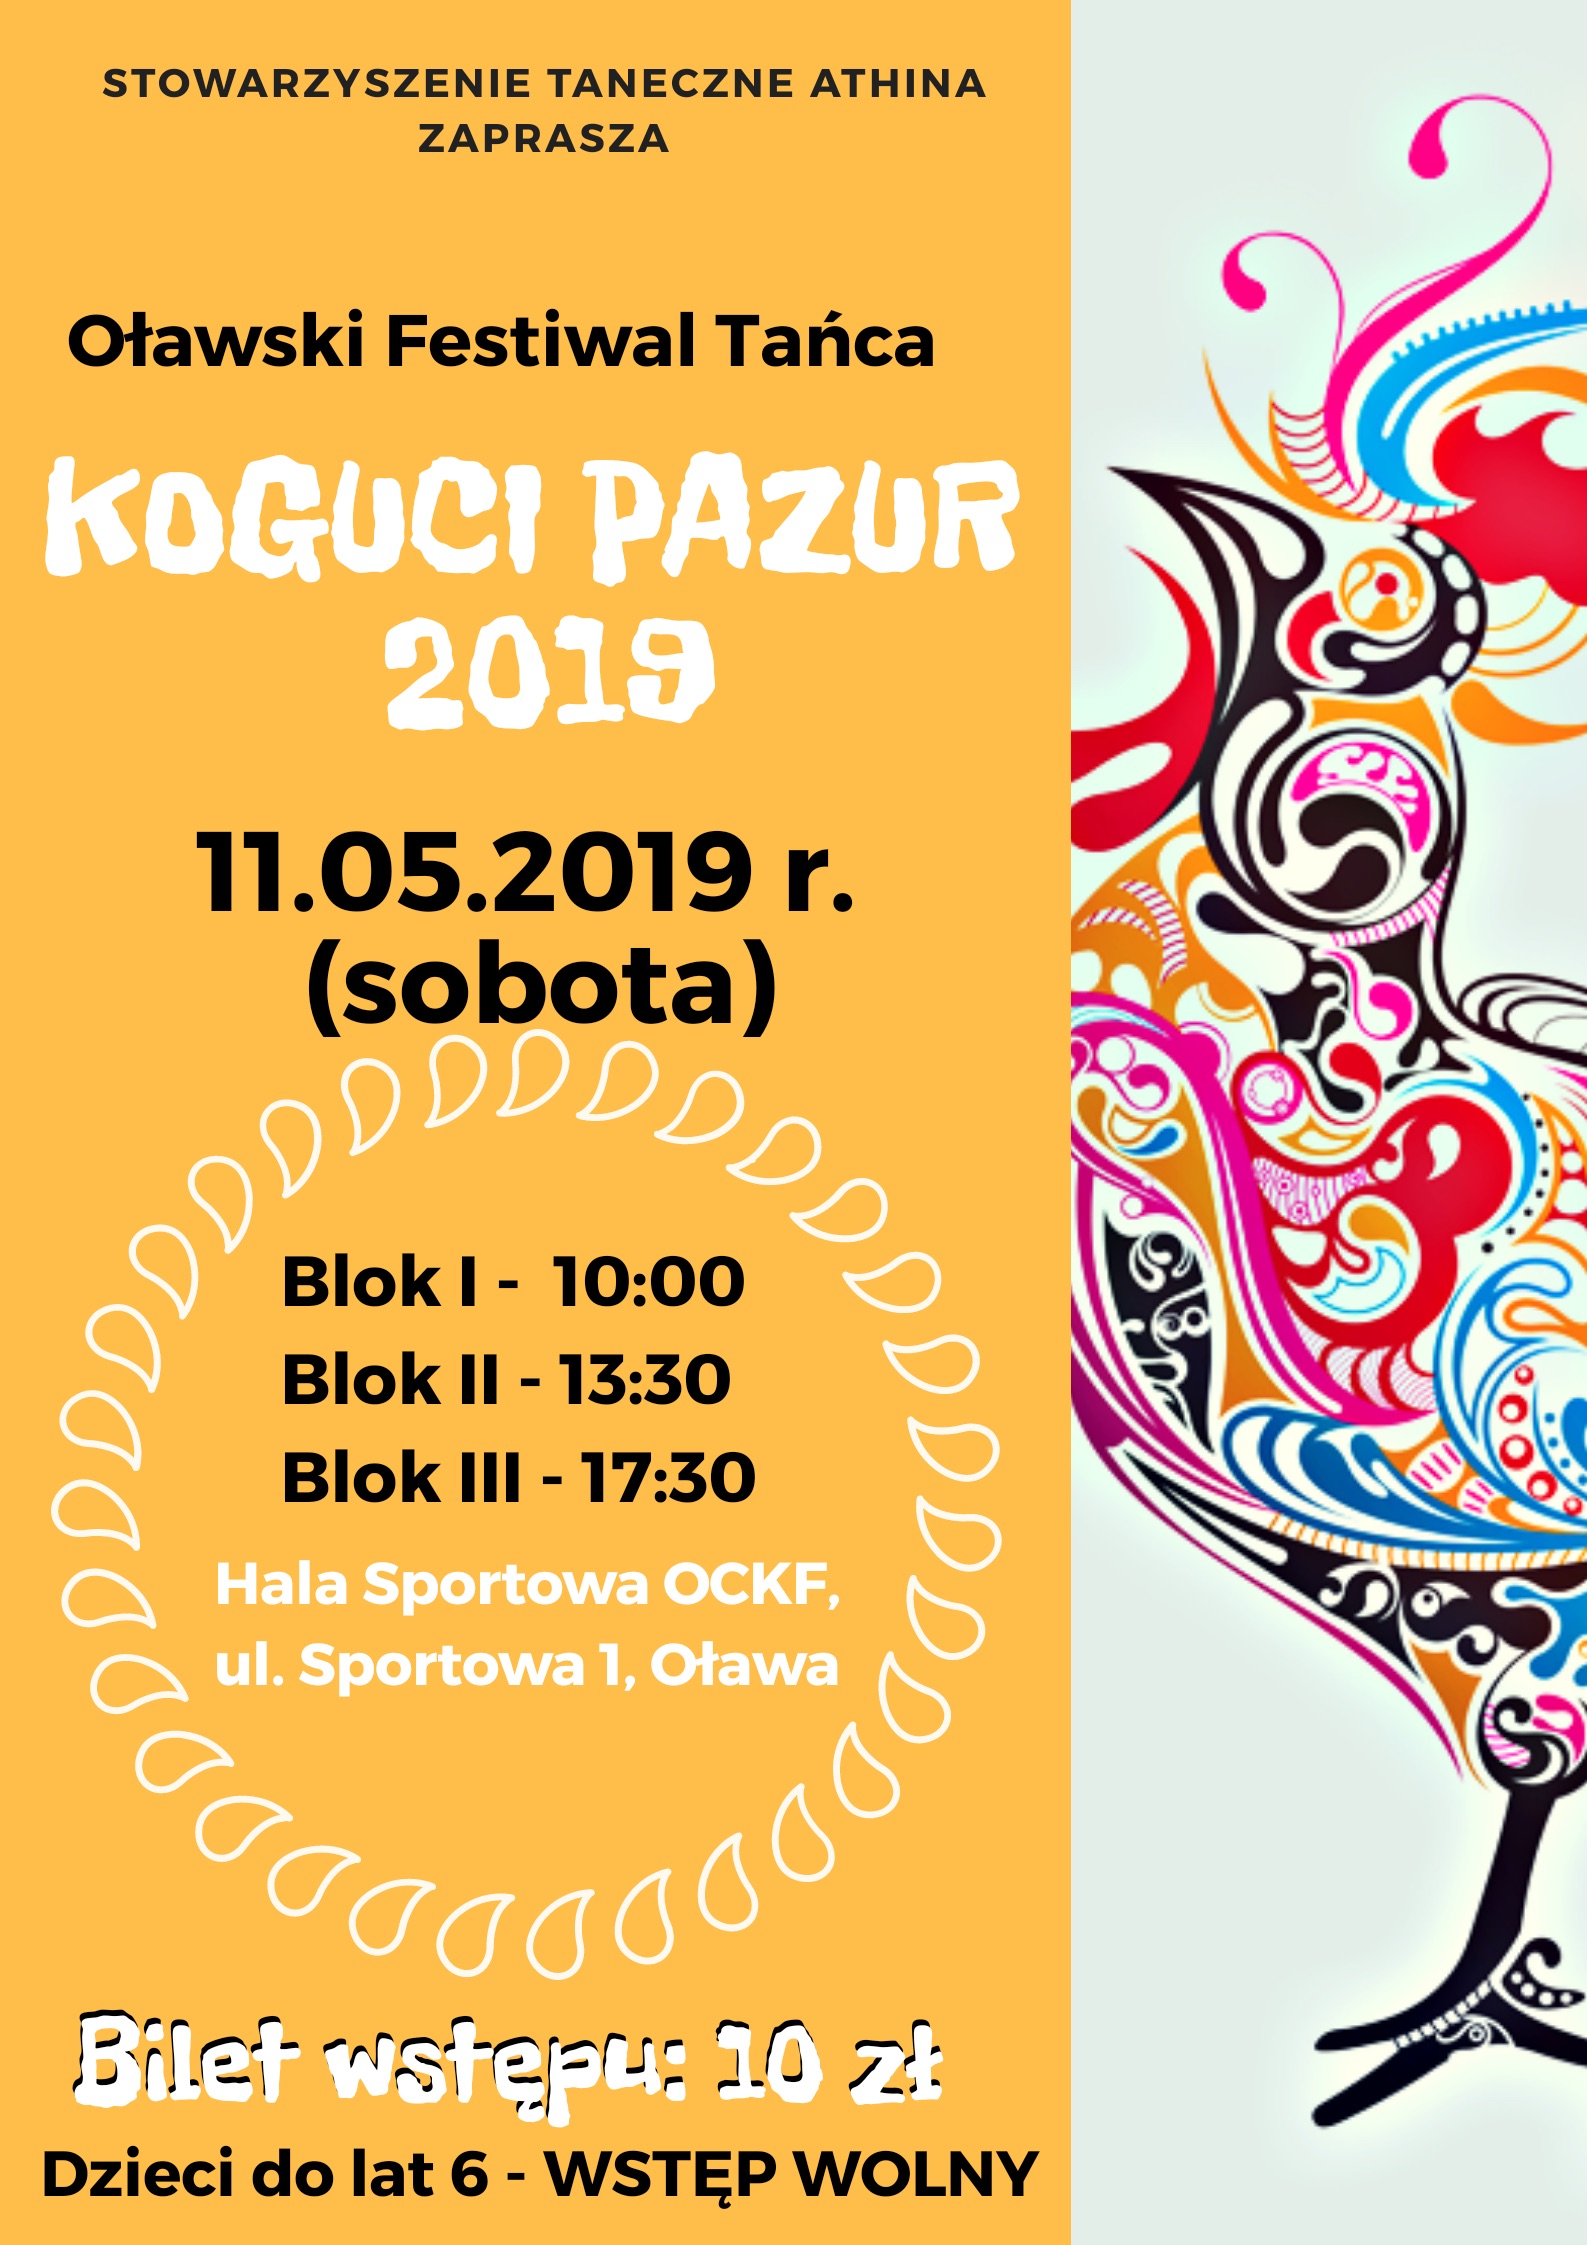 STOWARZYSZENIE TANECZNE ATHINA
ZAPRASZA
Oławski Festiwal Tańca
KOGUCI PAZUR
2019
11.05.2019 r.
(sobota)
Blok I - 10:00
Blok II - 13:30
Blok III - 17:30
Hala Sportowa OCKF,
ul. Sportowa 1, Oława
Bilet wstępu: 10 zł
Dzieci do lat 6 - WSTĘP WOLNY